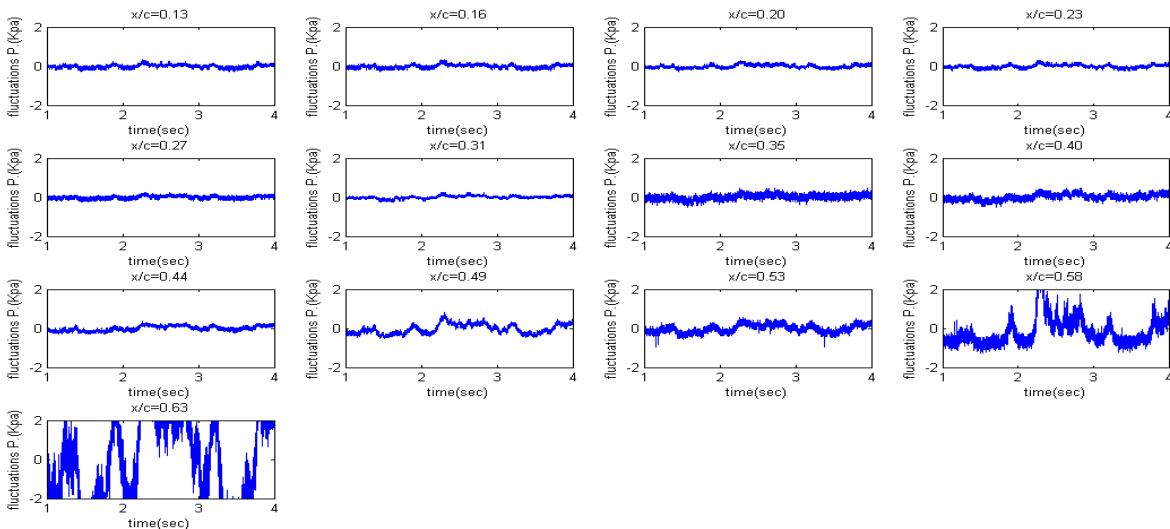 x/c=0.13
fluctuations P.(Kpa)
2
0
-2
1 2 3 4
time(sec)
x/c=0.16
fluctuations P.(Kpa)
2
0
-2
1 2 3 4
time(sec)
x/c=0.20
fluctuations P.(Kpa)
2
0
-2
1 2 3 4
time(sec)
x/c=0.23
fluctuations P.(Kpa)
2
0
-2
1 2 3 4
time(sec)
x/c=0.27
fluctuations P.(Kpa)
2
0
-2
1 2 3 4
time(sec)
x/c=0.31
fluctuations P.(Kpa)
2
0
-2
1 2 3 4
time(sec)
x/c=0.35
fluctuations P.(Kpa)
2
0
-2
1 2 3 4
time(sec)
x/c=0.40
fluctuations P.(Kpa)
2
0
-2
1 2 3 4
time(sec)
x/c=0.44
fluctuations P.(Kpa)
2
0
-2
1 2 3 4
time(sec)
x/c=0.49
fluctuations P.(Kpa)
2
0
-2
1 2 3 4
time(sec)
x/c=0.53
fluctuations P.(Kpa)
2
0
-2
1 2 3 4
time(sec)
x/c=0.58
fluctuations P.(Kpa)
2
0
-2
1 2 3 4
time(sec)
x/c=0.63
fluctuations P.(Kpa)
2
0
-2
1 2 3 4
time(sec)